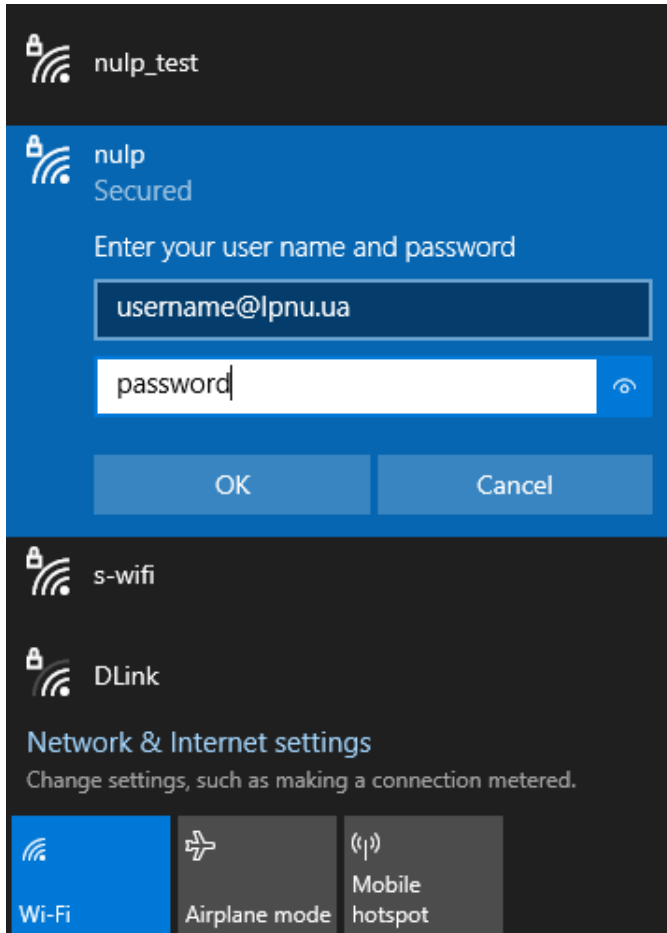 nulp_test
nulp
Secured
Enter your user name and password
username@lpnu.ua
password
OK Cancel
s-wifi
DLink
Network & Internet settings
Change settings, such as making a connection metered.
Wi-Fi
Airplane mode
Mobile
hotspot